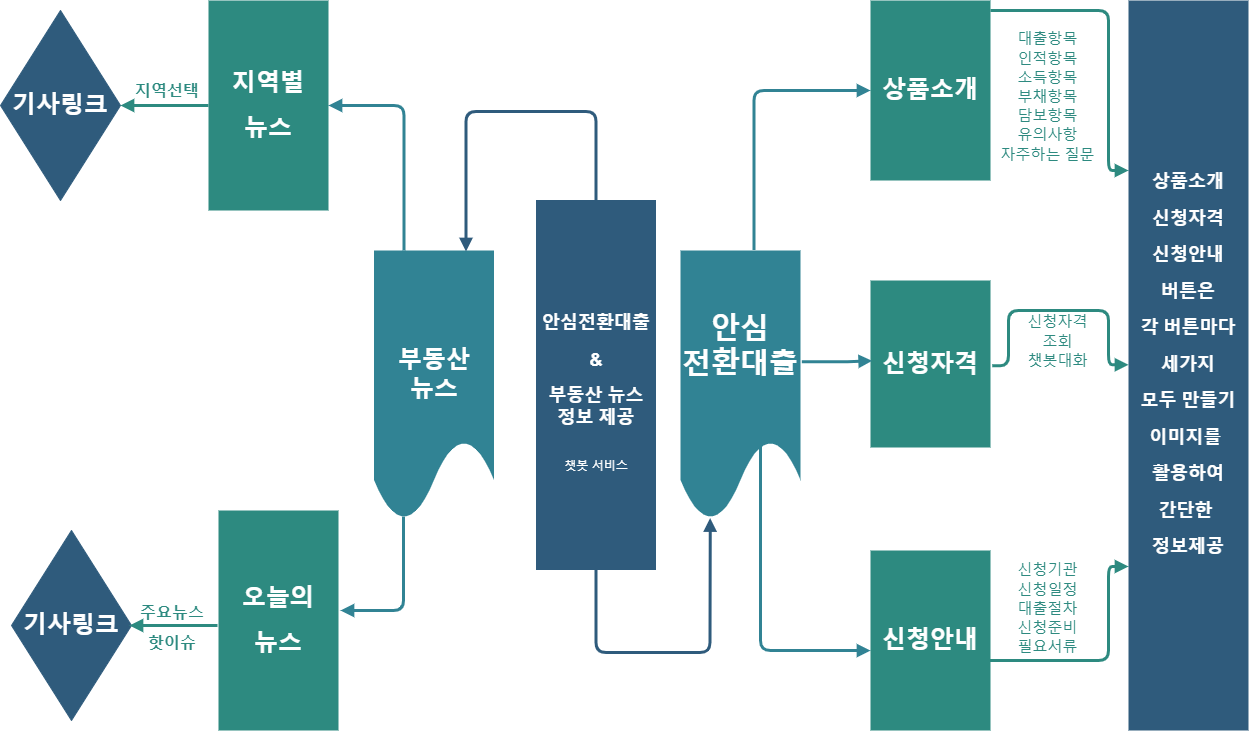 기사링크
지역선택
지역별
뉴스
부동산
뉴스
기사링크
주요뉴스
핫이슈
오늘의
뉴스
안심전환대출
&
부동산 뉴스
정보 제공
챗봇 서비스
안심
전환대출
상품소개
대출항목
인적항목
소득항목
부채항목
담보항목
유의사항
자주하는 질문
신청자격
신청자격
조회
챗봇대화
신청안내
신청기관
신청일정
대출절차
신청준비
필요서류
상품소개
신청자격
신청안내
버튼은
각 버튼마다
세가지
모두 만들기
이미지를
활용하여
간단한
정보제공